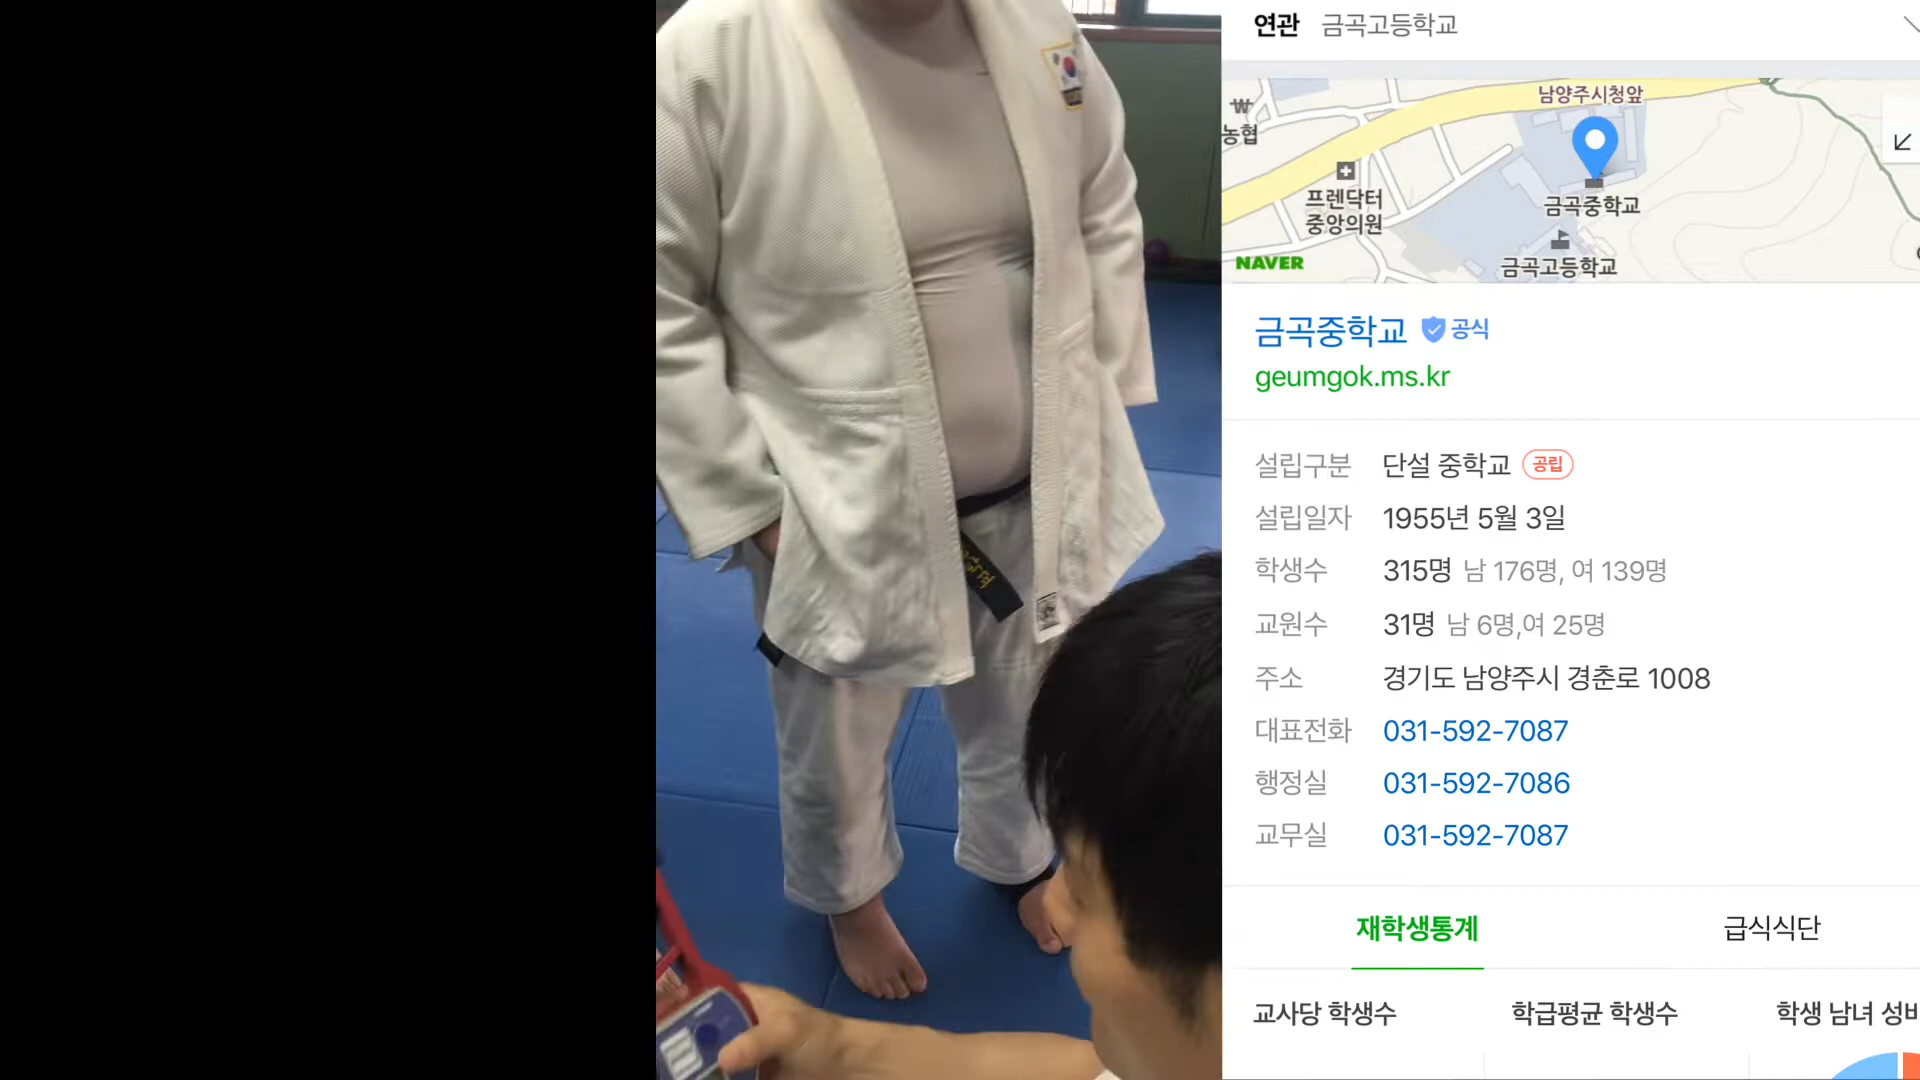 연관 금곡고등학교
남양주시청앞
농협
프렌닥터
중앙의원
금곡중학교
금곡고등학교
NAVER
금곡중학교 공식
geumgok.ms.kr
설립구분 단설 중학교 공립
설립일자 1955년 5월 3일
학생수 315명 남 176명, 여 139명
교원수 31명 남 6명,여 25명
주소 경기도 남양주시 경춘로 1008
대표전화 031-592-7087
행정실 031-592-7086
교무실 031-592-7087
재학생통계 급식식단
교사당 학생수 학급평균 학생수 학생 남녀